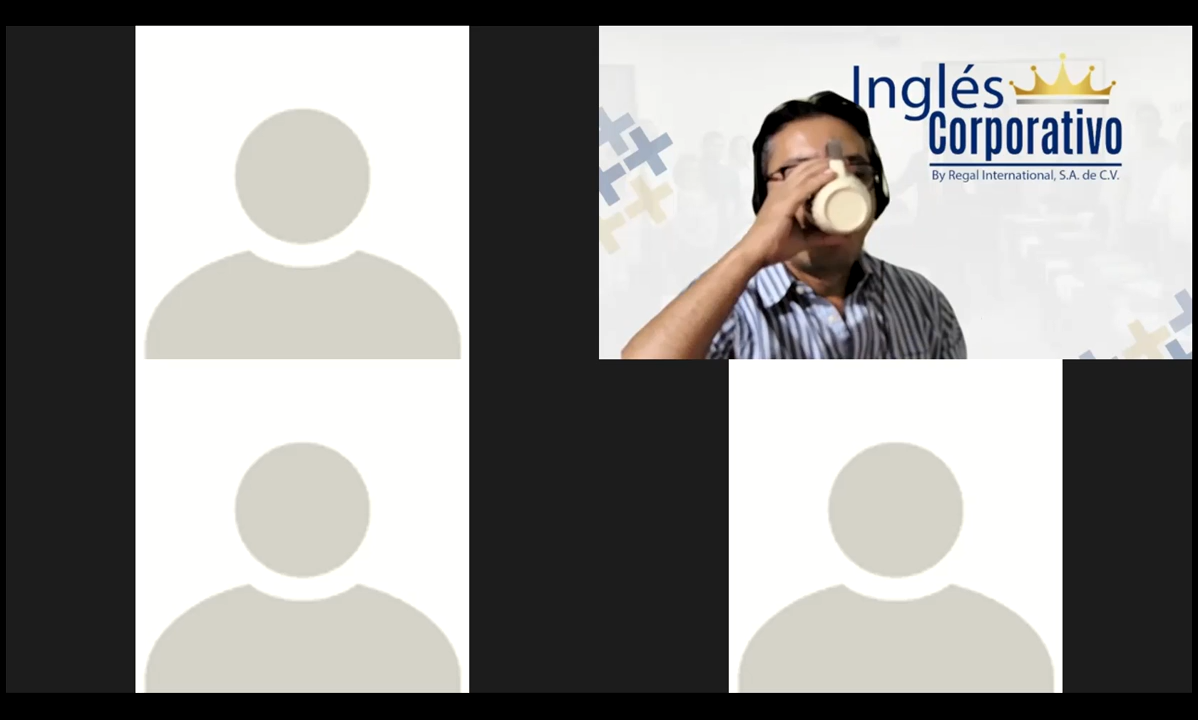 Inglés
Corporativo
By Regal International, S.A. de C.V.